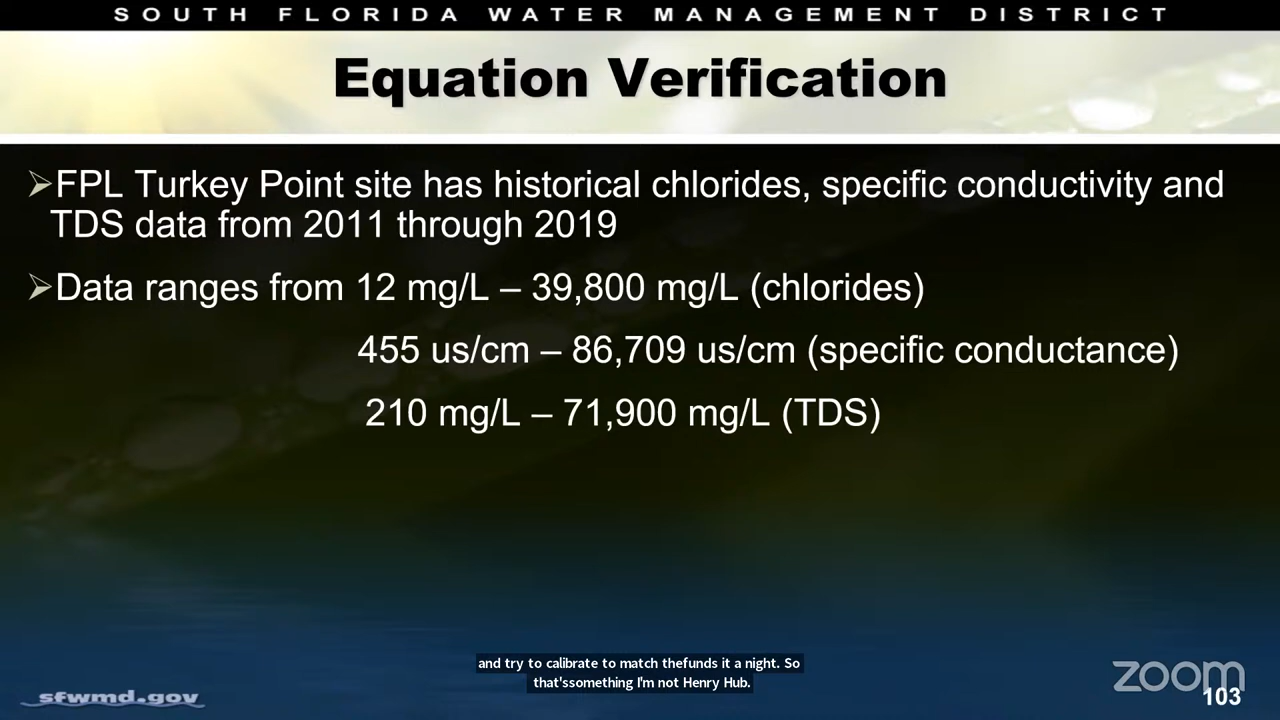 SOUTH FLORIDA WATER MANAGEMENT DISTRICT
Equation Verification
➢FPL Turkey Point site has historical chlorides, specific conductivity and
TDS data from 2011 through 2019
➢Data ranges from 12 mg/L – 39,800 mg/L (chlorides)
455 us/cm – 86,709 us/cm (specific conductance)
210 mg/L – 71,900 mg/L (TDS)
and try to calibrate to match thefunds it a night. So
that'ssomething I'm not Henry Hub.
sfwmd.gov
zoom
103